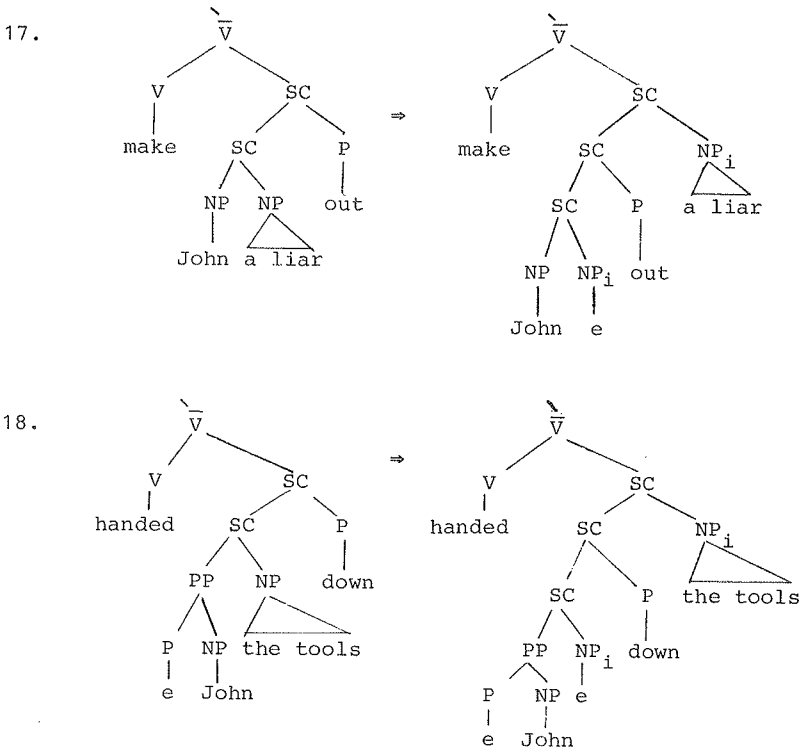 17.
V̅ V̅
V SC V SC
make ⇒ make
SC P SC NPi
NP NP out SC P a liar
John a liar
NP NPi out
John e
18.
V̅ V̅
V SC ⇒ V SC
handed SC P handed SC NPi
PP NP down SC P the tools
P NP the tools PP NPi down
e John P NP e
e John